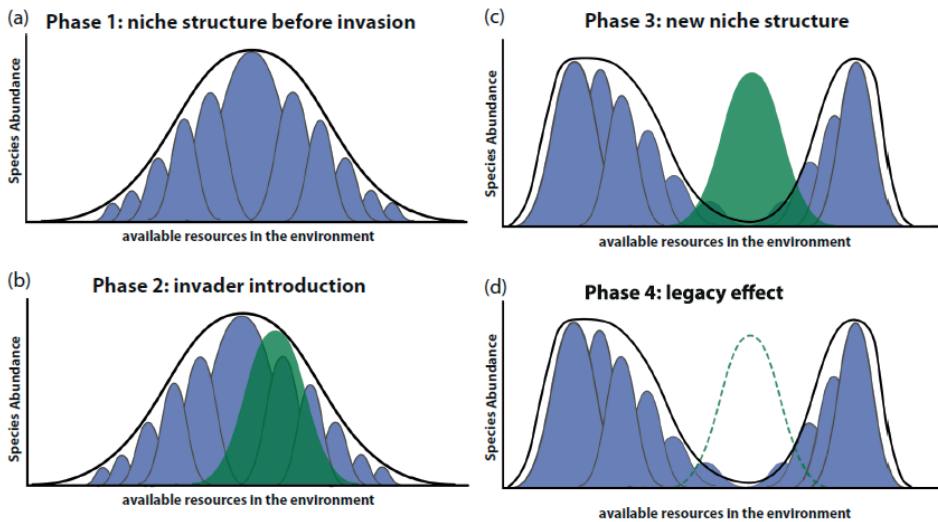 (a)
Phase 1: niche structure before invasion
Species Abundance
available resources in the environment
(b)
Phase 2: invader introduction
Species Abundance
available resources in the environment
(c)
Phase 3: new niche structure
Species Abundance
available resources in the environment
(d)
Phase 4: legacy effect
Species Abundance
available resources in the environment